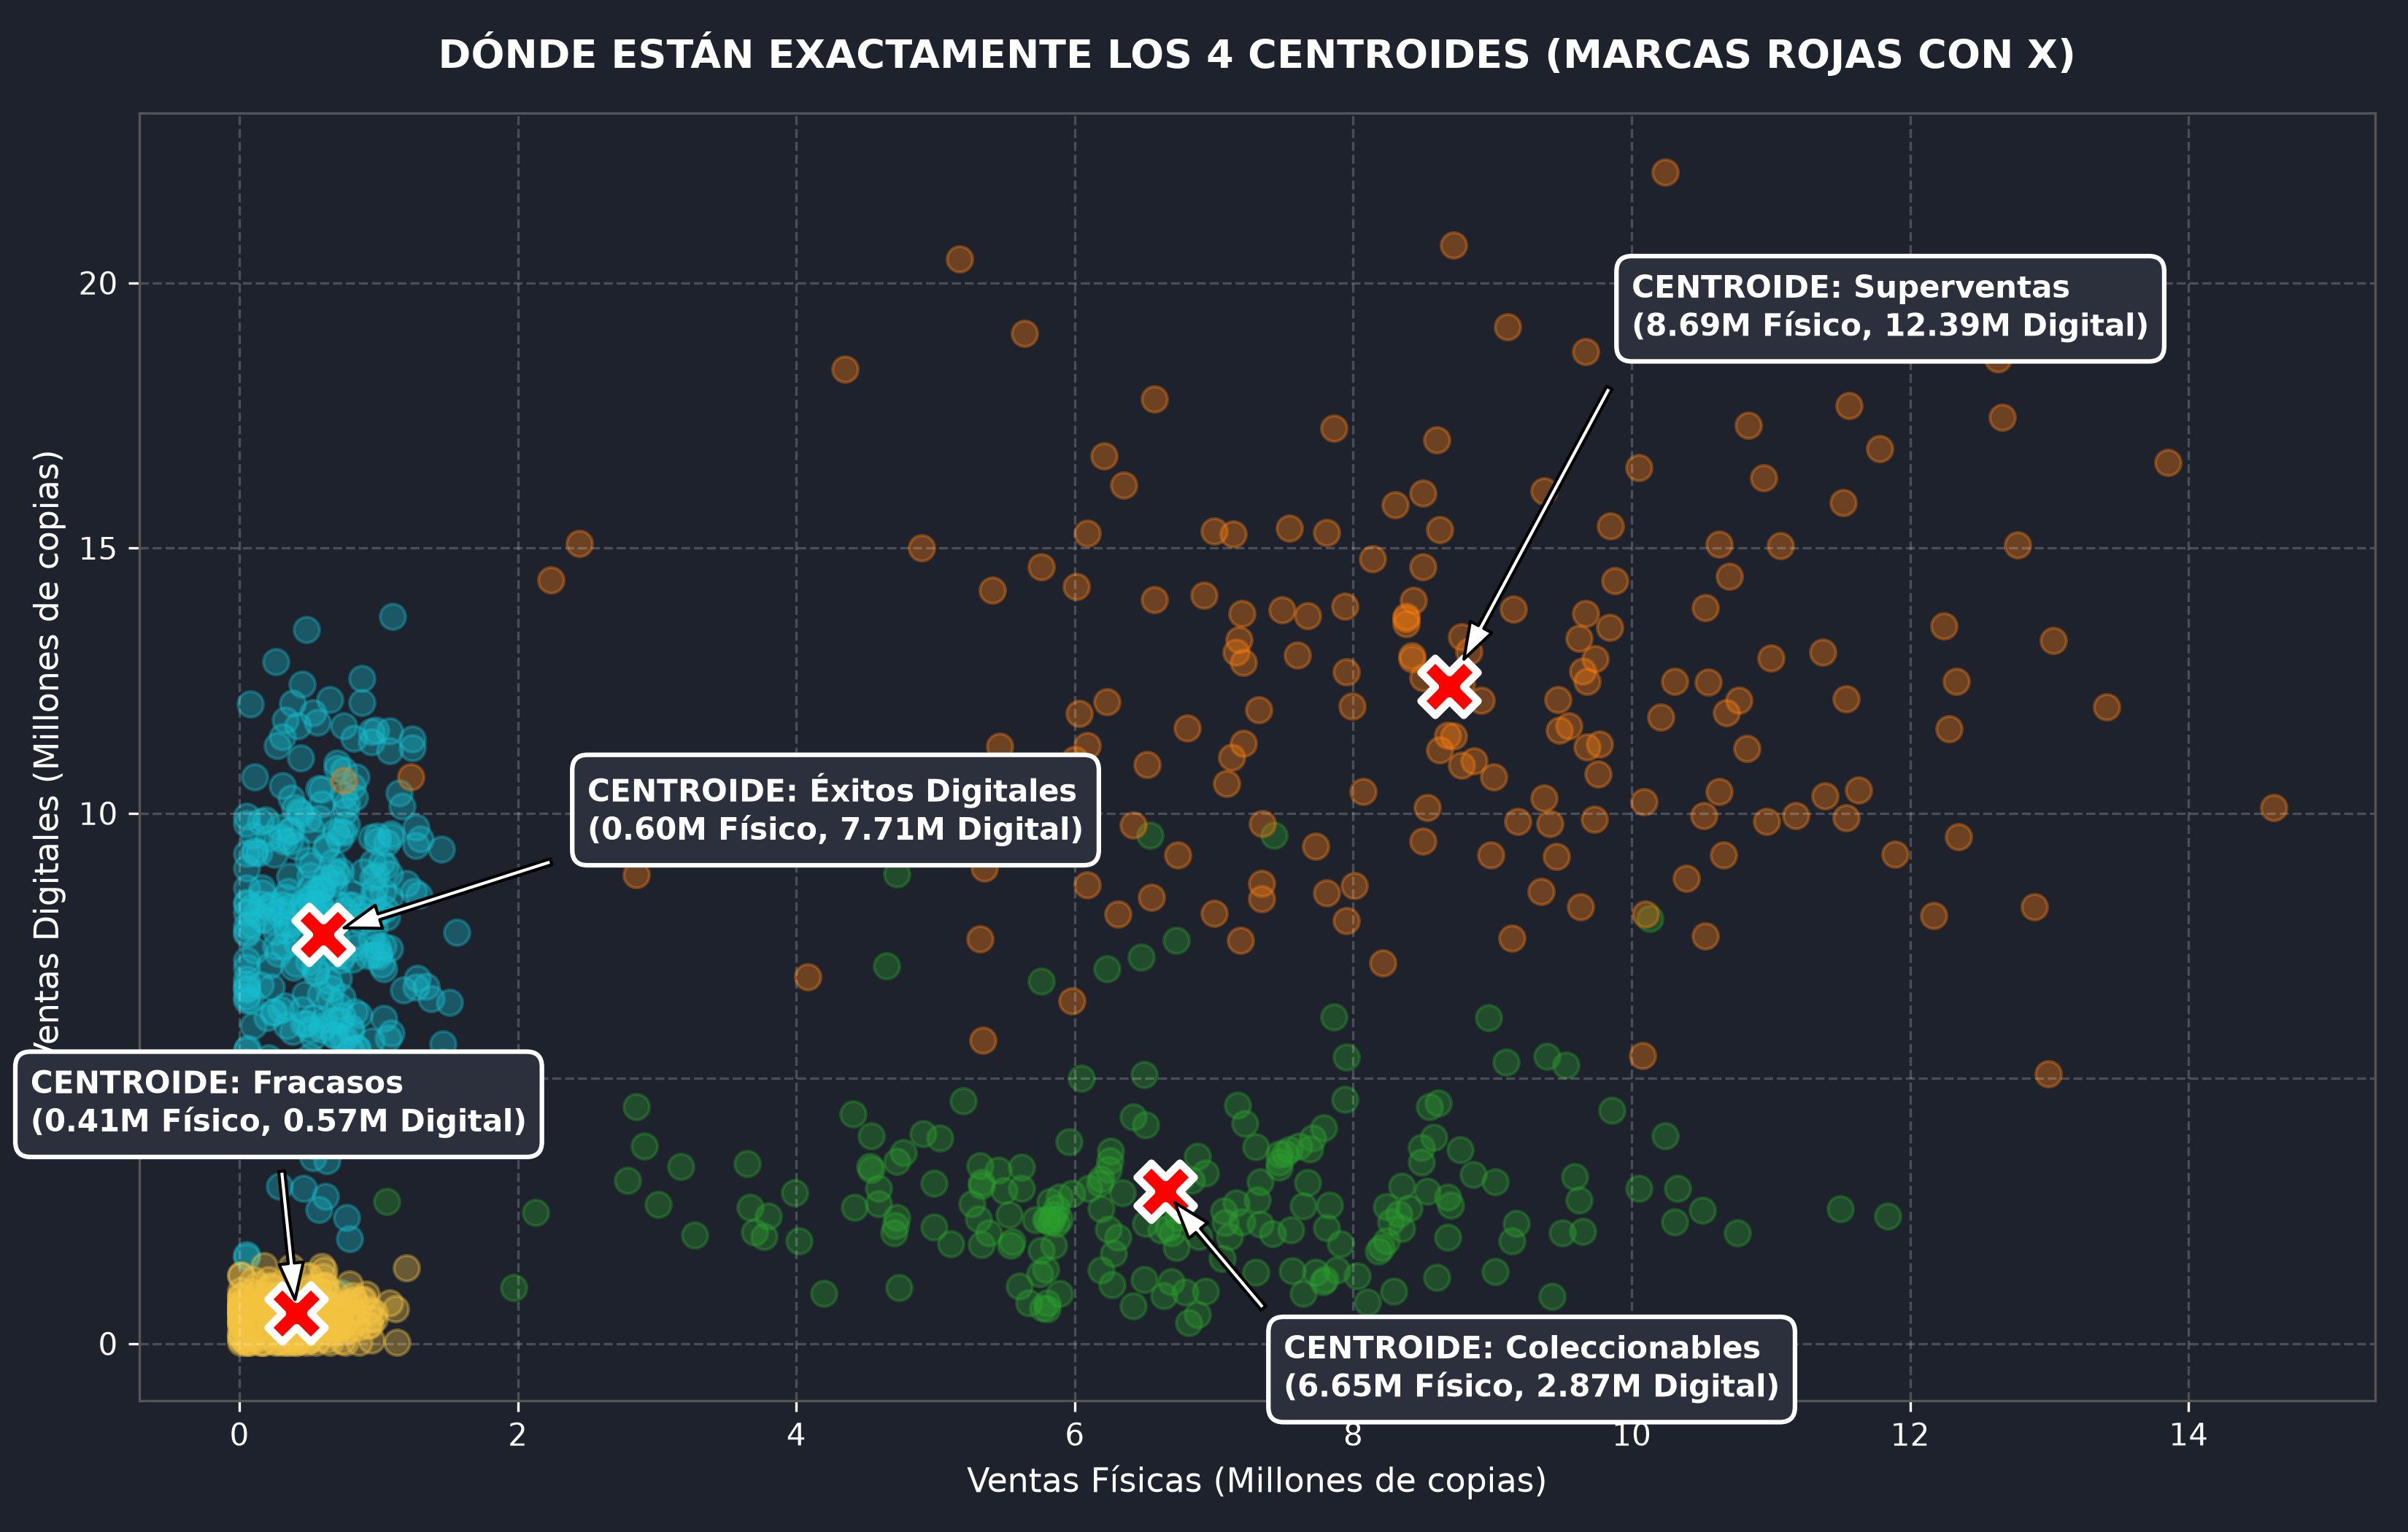 DÓNDE ESTÁN EXACTAMENTE LOS 4 CENTROIDES (MARCAS ROJAS CON X)
Ventas Digitales (Millones de copias)
20
15
10
0
CENTROIDE: Superventas
(8.69M Físico, 12.39M Digital)
CENTROIDE: Éxitos Digitales
(0.60M Físico, 7.71M Digital)
CENTROIDE: Fracasos
(0.41M Físico, 0.57M Digital)
CENTROIDE: Coleccionables
(6.65M Físico, 2.87M Digital)
0 2 4 6 8 10 12 14
Ventas Físicas (Millones de copias)